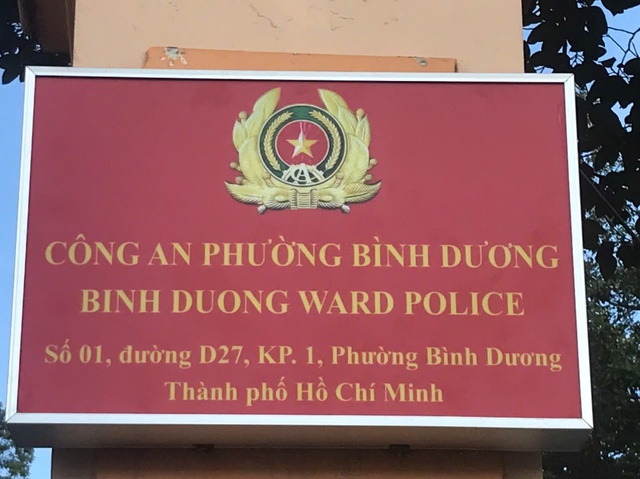 CÔNG AN PHƯỜNG BÌNH DƯƠNG
BINH DUONG WARD POLICE
Số 01, đường D27, KP. 1, Phường Bình Dương
Thành phố Hồ Chí Minh